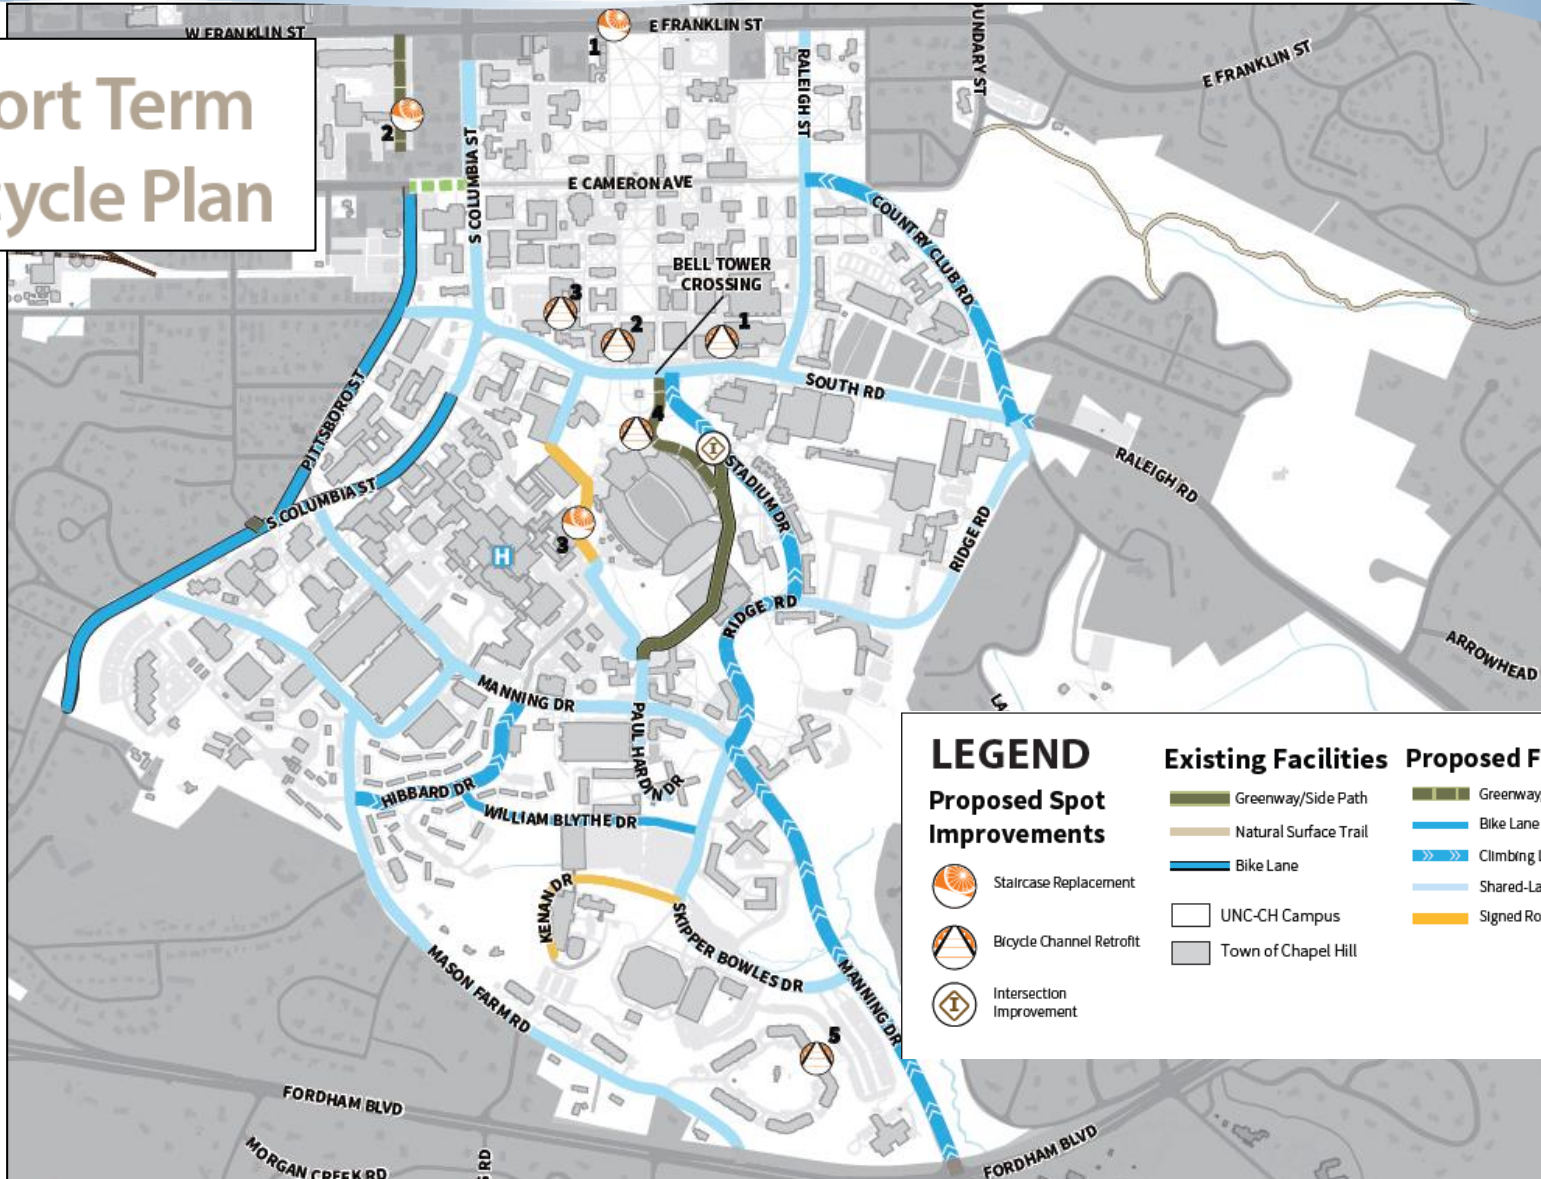 W FRANKLIN ST
E FRANKLIN ST
1
UNDARY ST
E FRANKLIN ST
ort Term
cycle Plan
2
S COLUMBIA ST
RALEIGH ST
E CAMERON AVE
COUNTRY CLUB RD
BELL TOWER
CROSSING
3
2
1
SOUTH RD
PITTSBORO ST
4
I
STADIUM DR
RALEIGH RD
S COLUMBIA ST
3
H
RIDGE RD
RIDGE RD
ARROWHEAD
MANNING DR
PAUL HARDIN DR
LA
HIBBARD DR
WILLIAM BLYTHE DR
KENAN DR
SKIPPER BOWLES DR
MASON FARM RD
MANNING DR
5
FORDHAM BLVD
FORDHAM BLVD
MORGAN CREEK RD
S RD
LEGEND
Proposed Spot
Improvements
Staircase Replacement
Bicycle Channel Retrofit
I
Intersection
Improvement
Existing Facilities
Greenway/Side Path
Natural Surface Trail
Bike Lane
UNC-CH Campus
Town of Chapel Hill
Proposed F
Greenway/
Bike Lane
Climbing L
Shared-La
Signed Ro